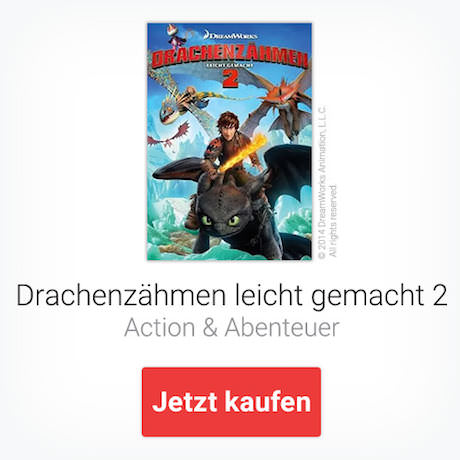 DREAMWORKS
DRACHENZÄHMEN
LEICHT GEMACHT
2
© 2014 DreamWorks Animation, L.L.C.
All rights reserved.
Drachenzähmen leicht gemacht 2
Action & Abenteuer
Jetzt kaufen